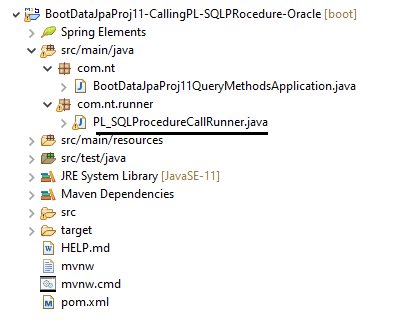 BootDataJpaProj11-CallingPL-SQLPRocedure-Oracle [boot]
Spring Elements
src/main/java
com.nt
BootDataJpaProj11QueryMethodsApplication.java
com.nt.runner
PL_SQLProcedureCallRunner.java
src/main/resources
src/test/java
JRE System Library [JavaSE-11]
Maven Dependencies
src
target
HELP.md
mvnw
mvnw.cmd
pom.xml